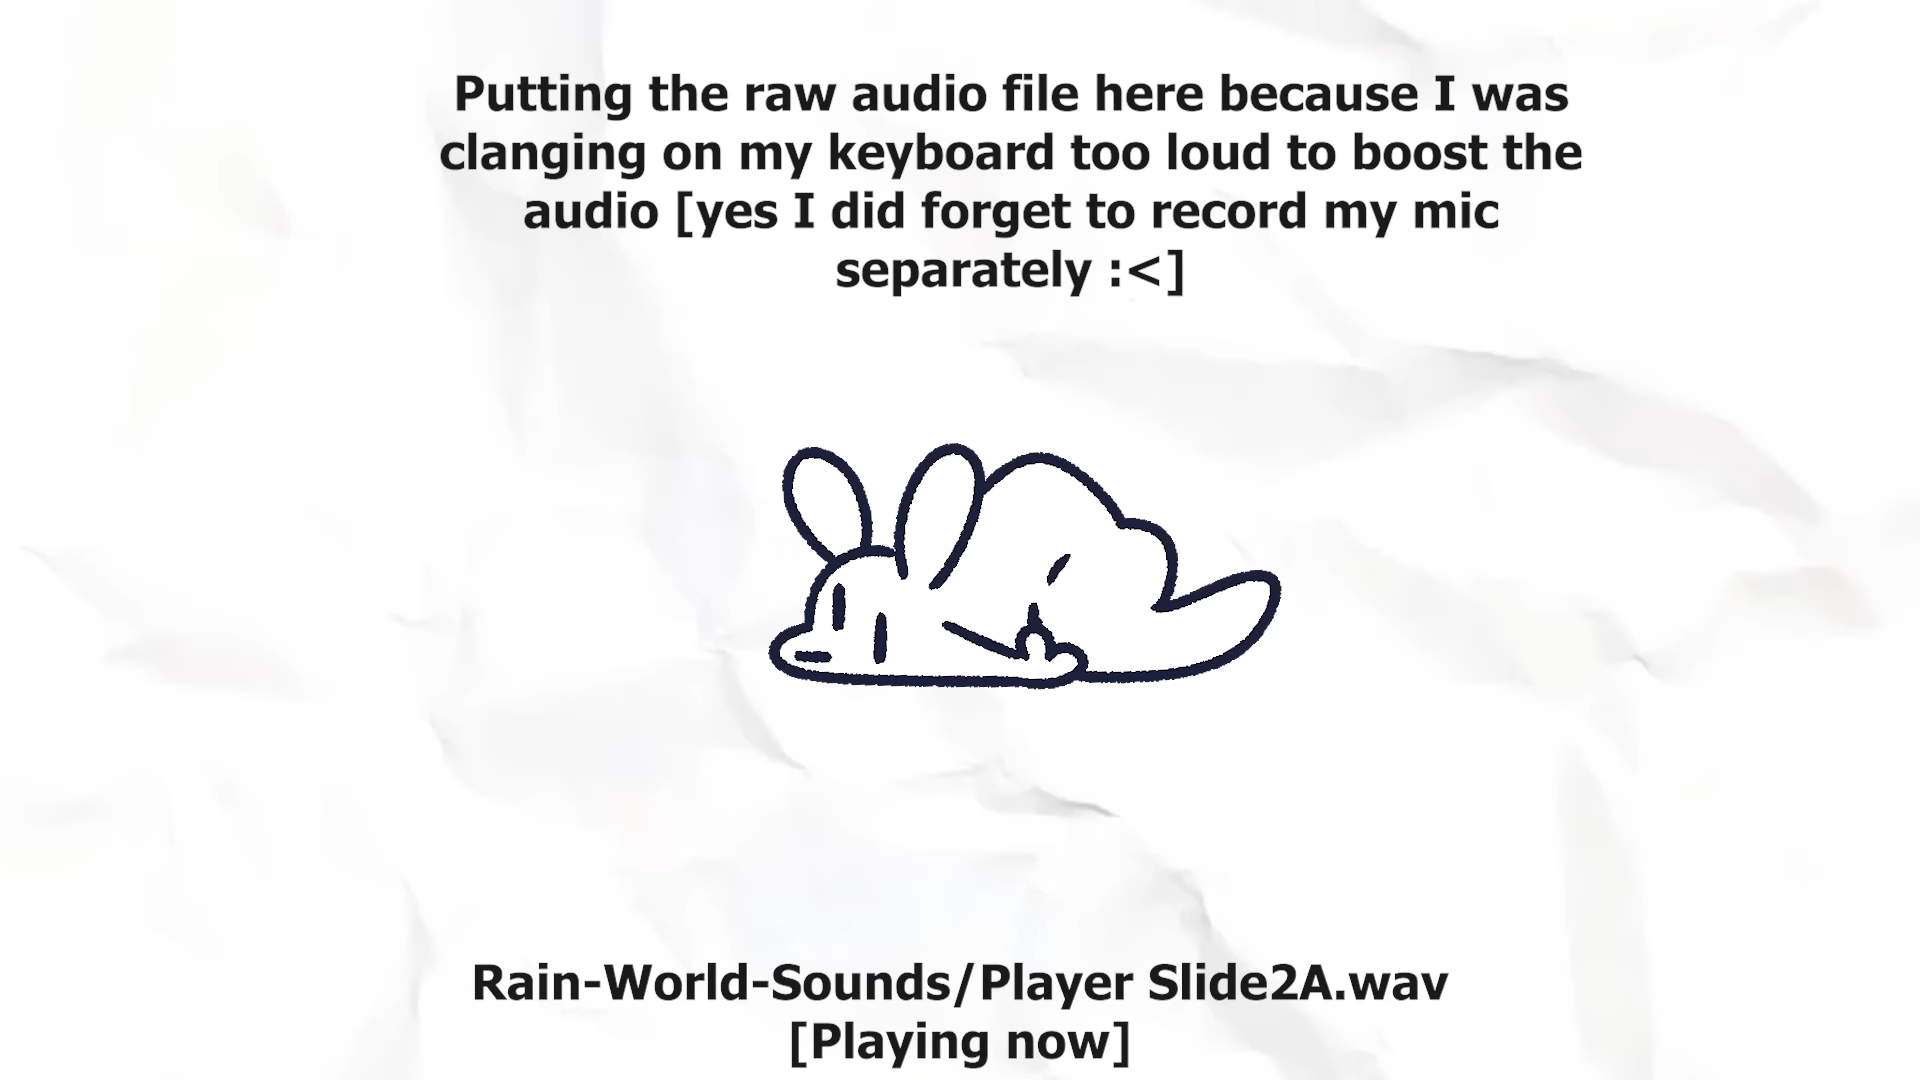 Putting the raw audio file here because I was
clanging on my keyboard too loud to boost the
audio [yes I did forget to record my mic
separately :<]
Rain-World-Sounds/Player Slide2A.wav
[Playing now]